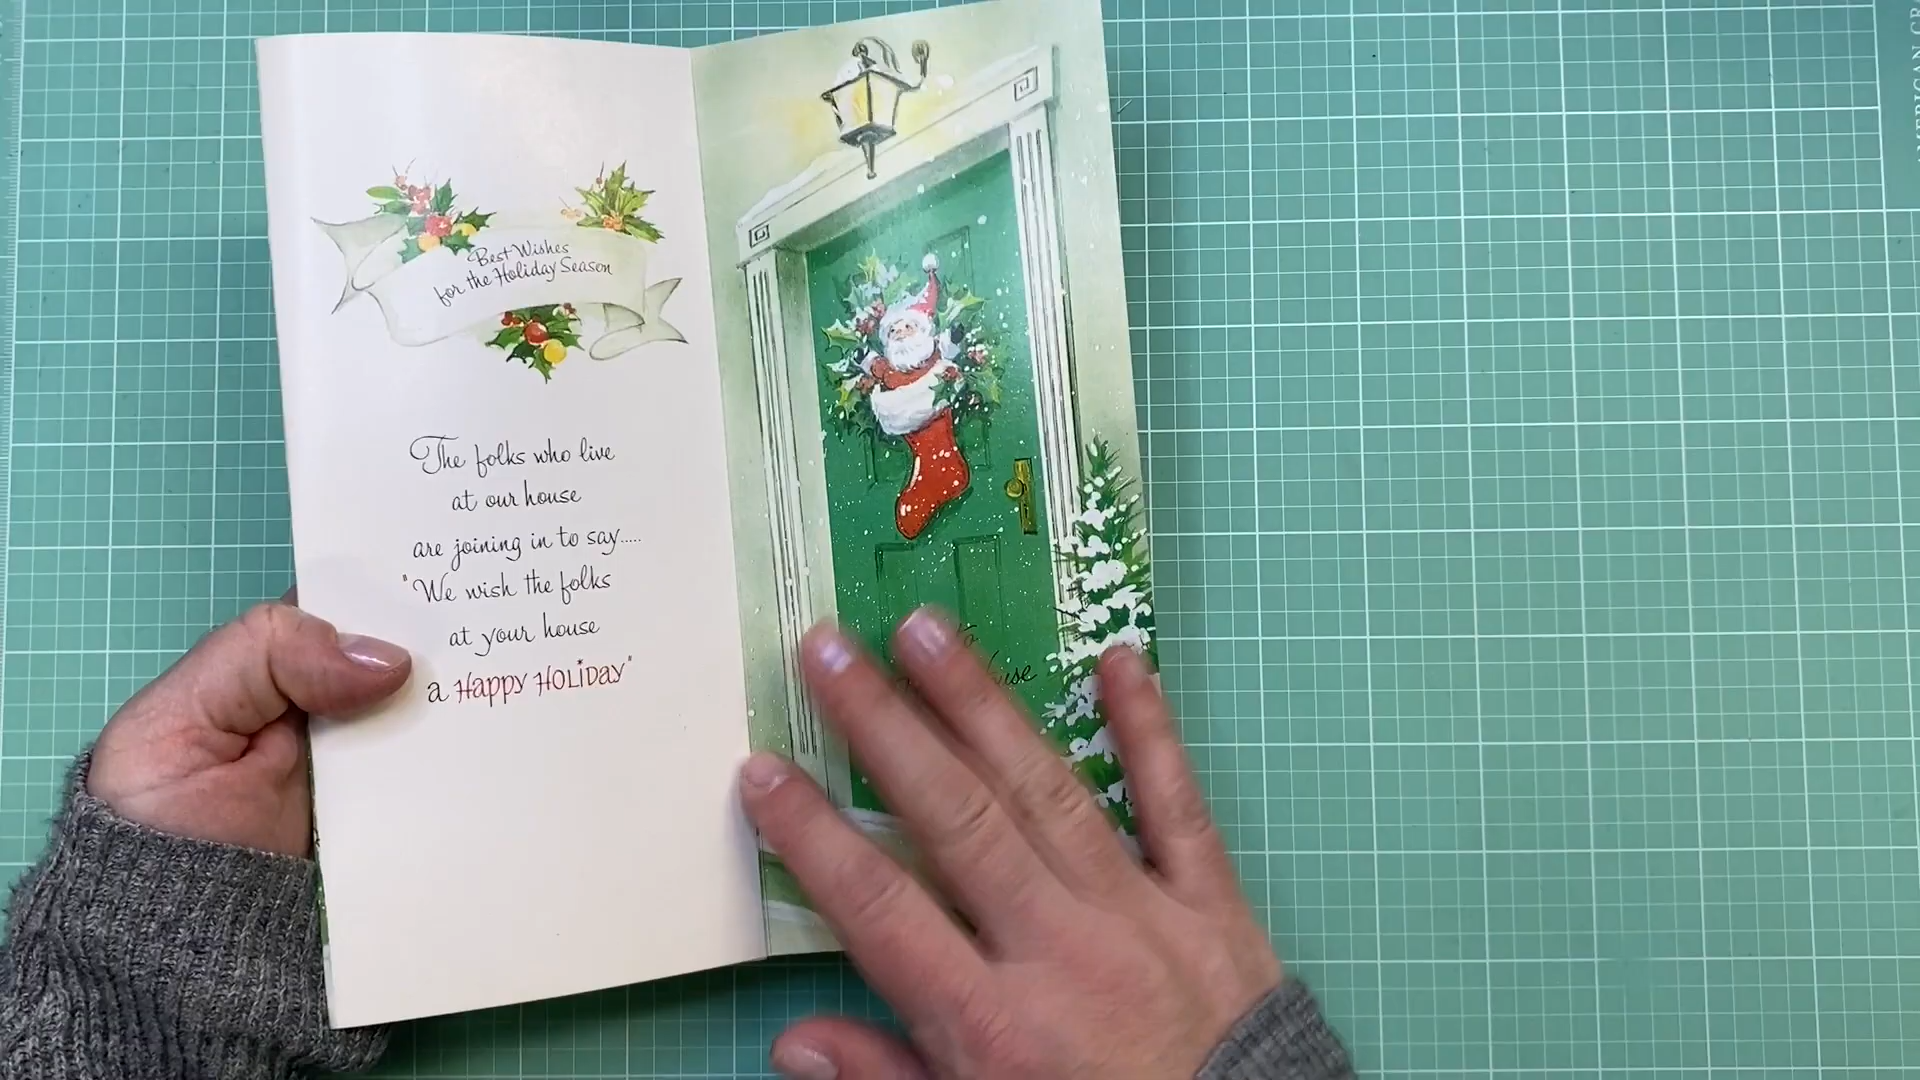 Best Wishes
for the Holiday Season
The folks who live
at our house
are joining in to say.....
"We wish the folks
at your house
a Happy Holiday"
to